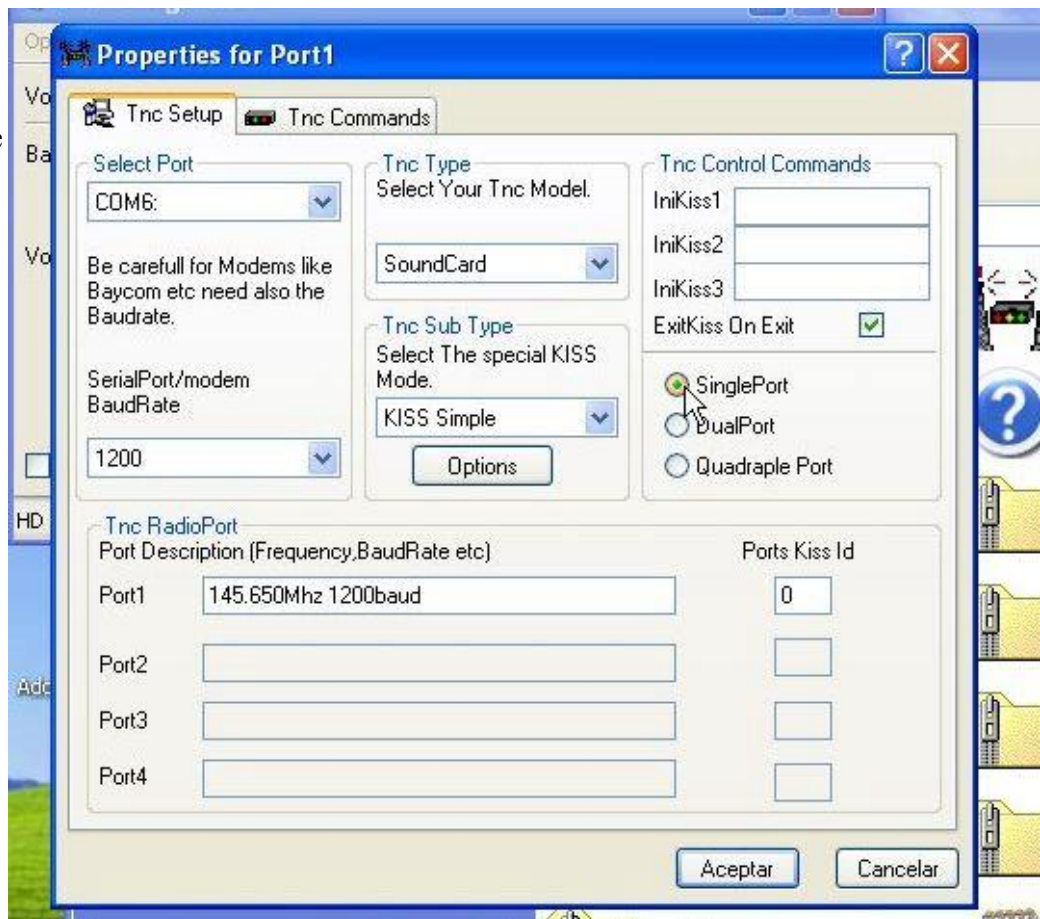 Properties for Port1
Op
Vo
Ba
Vo
HD
Add
Tnc Setup
Tnc Commands
Select Port
COM6:
Be carefull for Modems like
Baycom etc need also the
Baudrate.
SerialPort/modem
BaudRate
1200
Tnc Type
Select Your Tnc Model.
SoundCard
Tnc Sub Type
Select The special KISS
Mode.
KISS Simple
Options
Tnc Control Commands
IniKiss1
IniKiss2
IniKiss3
ExitKiss On Exit
SinglePort
DualPort
Quadraple Port
Tnc RadioPort
Port Description (Frequency,BaudRate etc)
Ports Kiss Id
Port1 145.650Mhz 1200baud 0
Port2
Port3
Port4
Aceptar
Cancelar